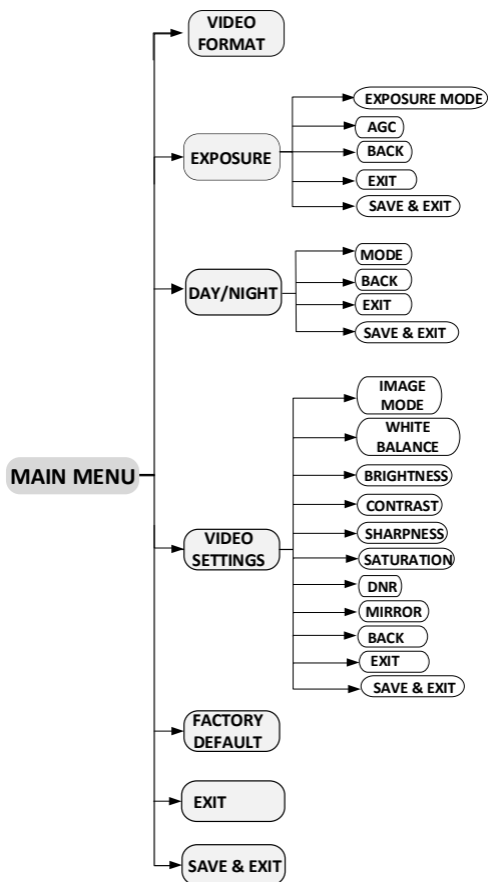 MAIN MENU
VIDEO
FORMAT
EXPOSURE
EXPOSURE MODE
AGC
BACK
EXIT
SAVE & EXIT
DAY/NIGHT
MODE
BACK
EXIT
SAVE & EXIT
VIDEO
SETTINGS
IMAGE
MODE
WHITE
BALANCE
BRIGHTNESS
CONTRAST
SHARPNESS
SATURATION
DNR
MIRROR
BACK
EXIT
SAVE & EXIT
FACTORY
DEFAULT
EXIT
SAVE & EXIT